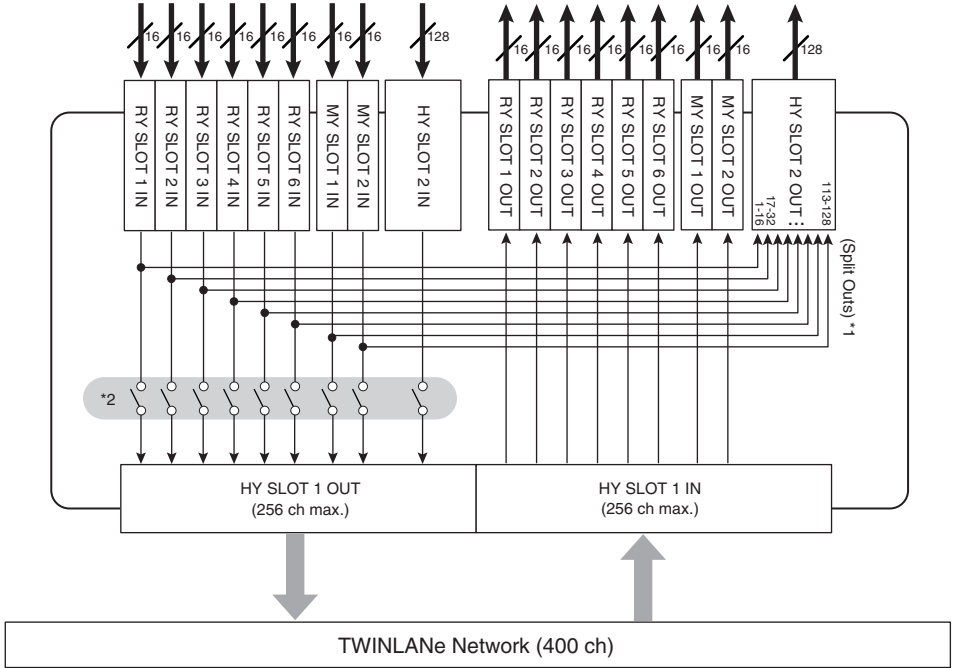 16 16 16 16 16 16 16 16 128 16 16 16 16 16 16 16 16 128
RY SLOT 1 IN
RY SLOT 2 IN
RY SLOT 3 IN
RY SLOT 4 IN
RY SLOT 5 IN
RY SLOT 6 IN
MY SLOT 1 IN
MY SLOT 2 IN
HY SLOT 2 IN
RY SLOT 1 OUT
RY SLOT 2 OUT
RY SLOT 3 OUT
RY SLOT 4 OUT
RY SLOT 5 OUT
RY SLOT 6 OUT
MY SLOT 1 OUT
MY SLOT 2 OUT
HY SLOT 2 OUT
1-16
17-32
:
113-128
(Split Outs) *1
*2
HY SLOT 1 OUT
(256 ch max.)
HY SLOT 1 IN
(256 ch max.)
TWINLANe Network (400 ch)